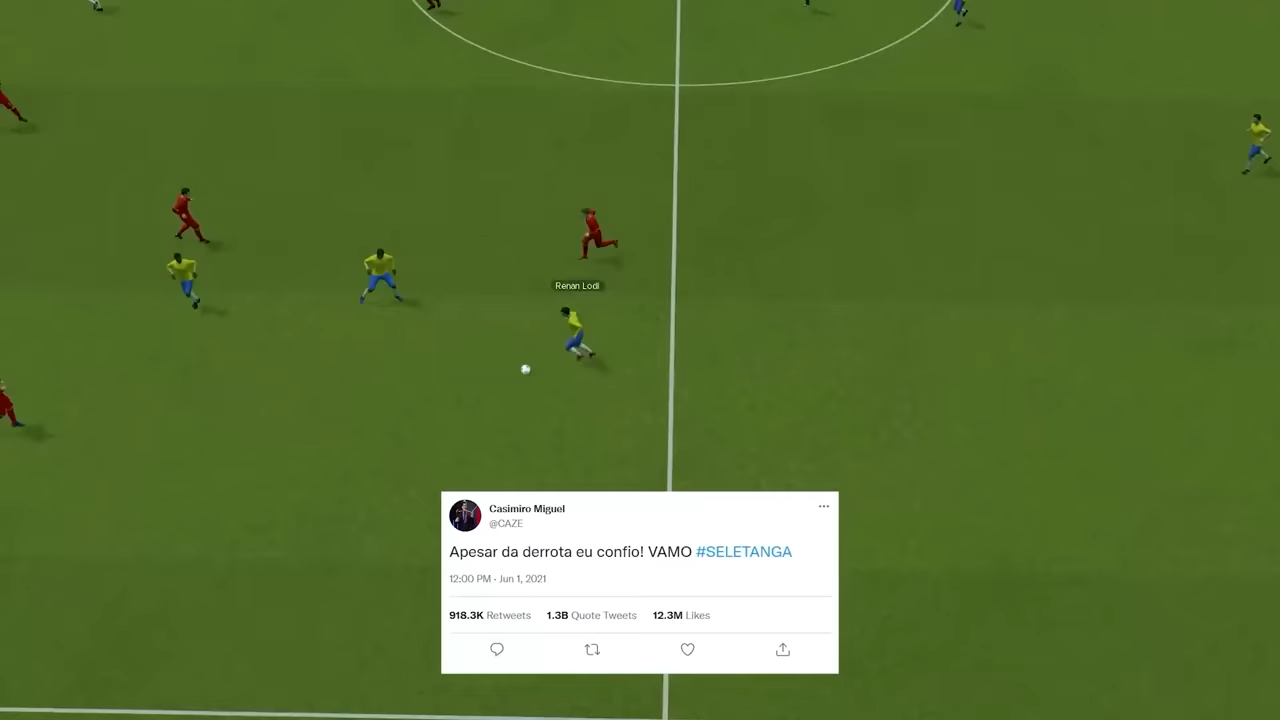 Renan Lodi
Casimiro Miguel
@CAZE
Apesar da derrota eu confio! VAMO #SELETANGA
12:00 PM · Jun 1, 2021
918.3K Retweets 1.3B Quote Tweets 12.3M Likes